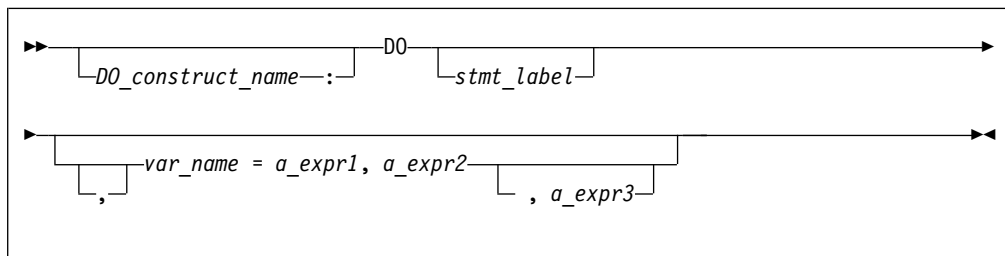 DO
DO_construct_name : stmt_label
var_name = a_expr1, a_expr2
, , a_expr3